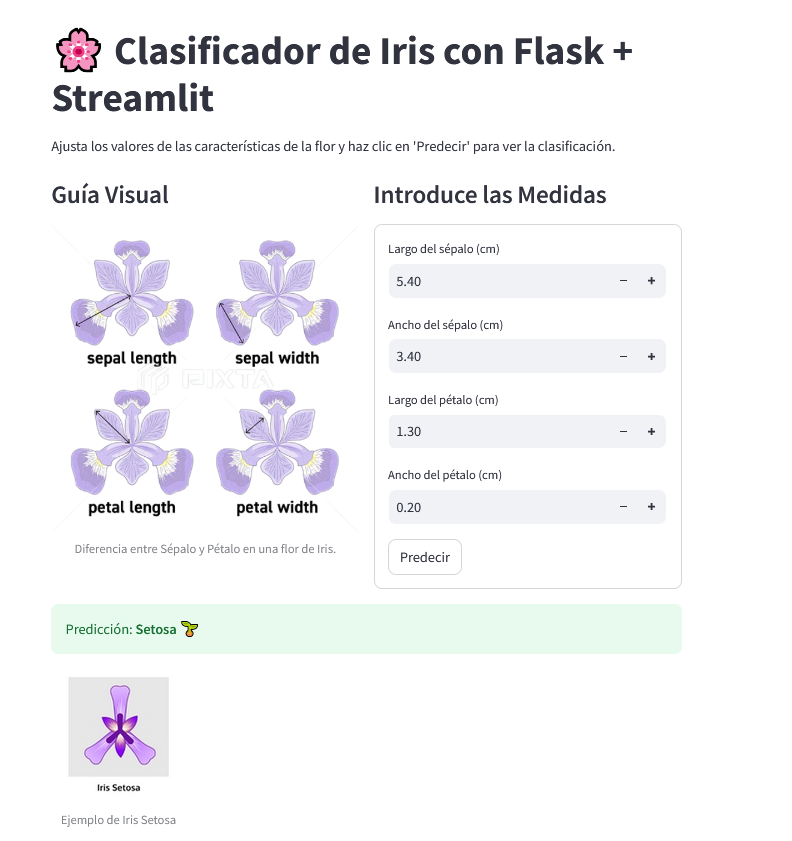 🌸 Clasificador de Iris con Flask +
Streamlit
Ajusta los valores de las características de la flor y haz clic en 'Predecir' para ver la clasificación.
Guía Visual
sepal length
sepal width
PIXTA
petal length
petal width
Diferencia entre Sépalo y Pétalo en una flor de Iris.
Introduce las Medidas
Largo del sépalo (cm)
5.40 − +
Ancho del sépalo (cm)
3.40 − +
Largo del pétalo (cm)
1.30 − +
Ancho del pétalo (cm)
0.20 − +
Predecir
Predicción: Setosa 🌱
Iris Setosa
Ejemplo de Iris Setosa